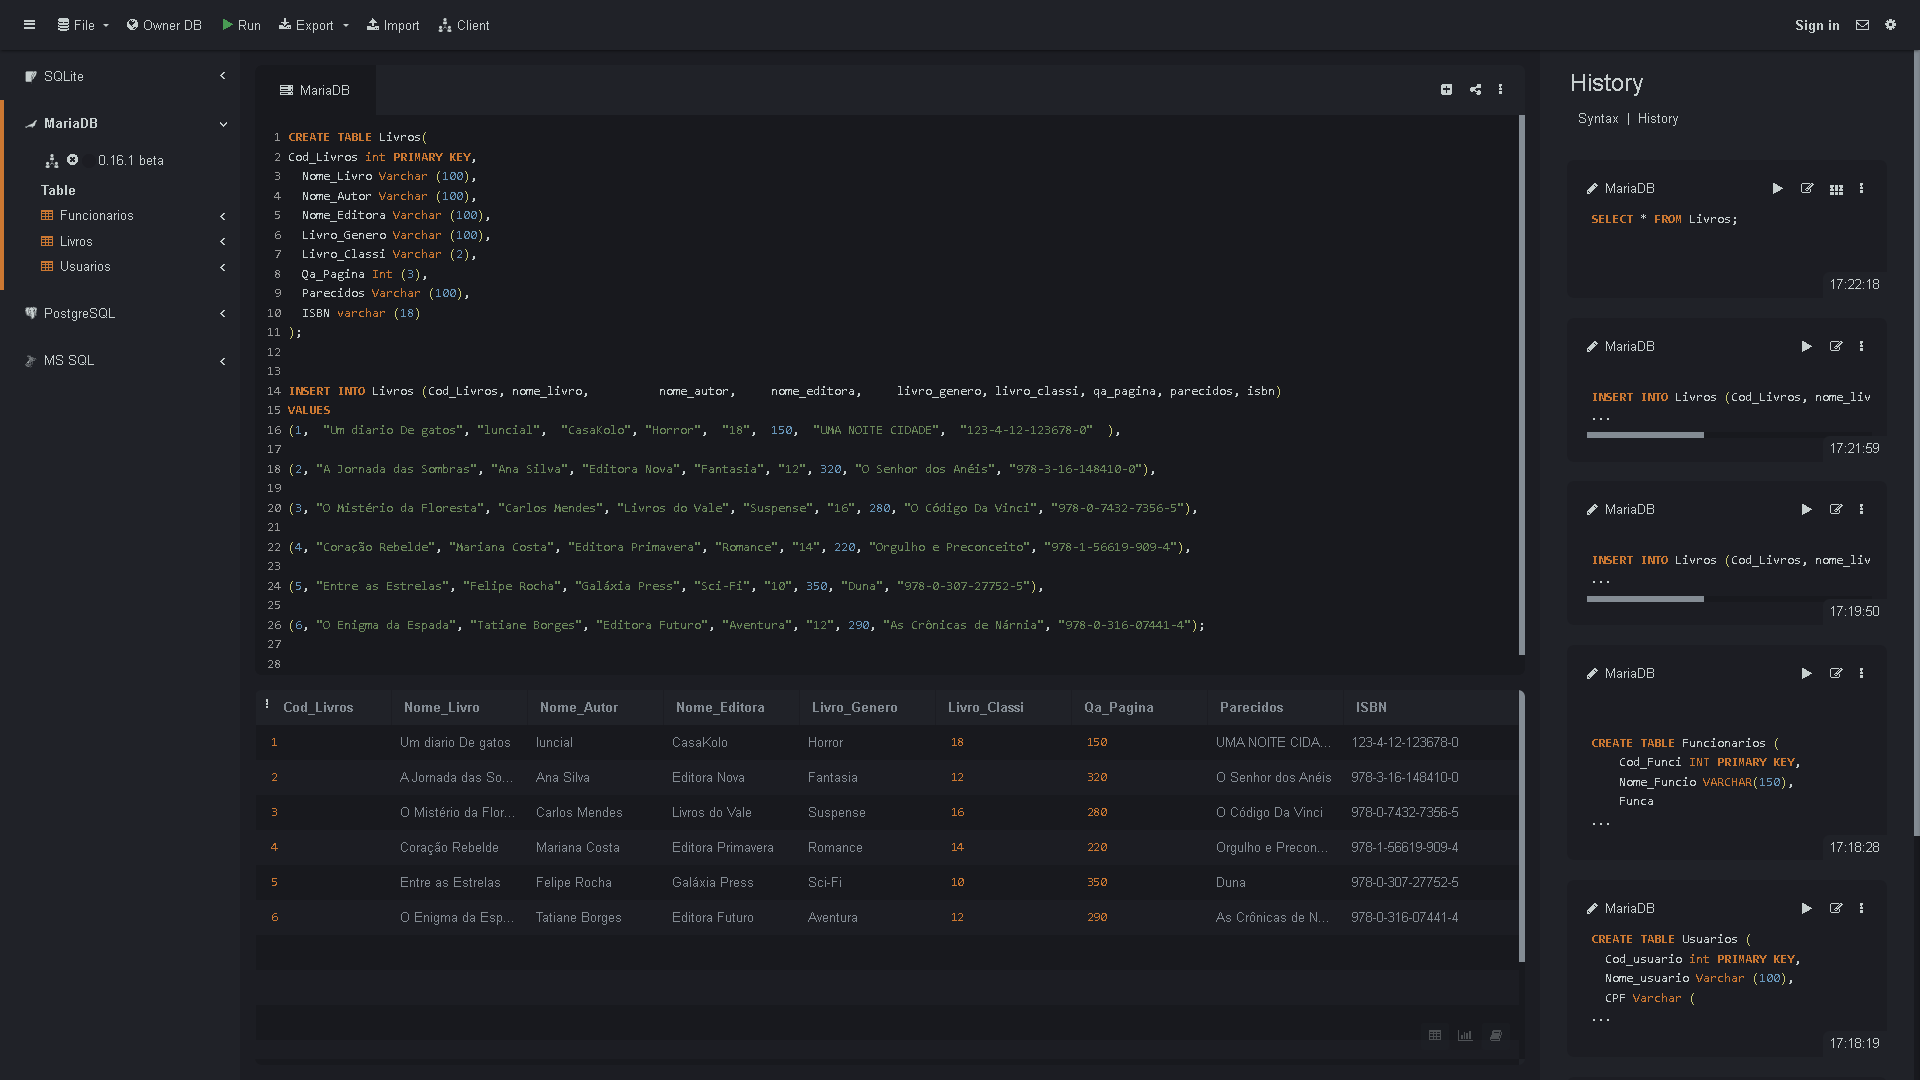 File
Owner DB
Run
Export
Import
Client
Sign in
SQLite
MariaDB
0.16.1 beta
Table
Funcionarios
Livros
Usuarios
PostgreSQL
MS SQL
MariaDB
1 CREATE TABLE Livros(
2 Cod_Livros int PRIMARY KEY,
3 Nome_Livro Varchar (100),
4 Nome_Autor Varchar (100),
5 Nome_Editora Varchar (100),
6 Livro_Genero Varchar (100),
7 Livro_Classi Varchar (2),
8 Qa_Pagina Int (3),
9 Parecidos Varchar (100),
10 ISBN varchar (18)
11 );
12
13
14 INSERT INTO Livros (Cod_Livros, nome_livro, nome_autor, nome_editora, livro_genero, livro_classi, qa_pagina, parecidos, isbn)
15 VALUES
16 (1, "Um diario De gatos", "luncial", "CasaKolo", "Horror", "18", 150, "UMA NOITE CIDADE", "123-4-12-123678-0" ),
17
18 (2, "A Jornada das Sombras", "Ana Silva", "Editora Nova", "Fantasia", "12", 320, "O Senhor dos Anéis", "978-3-16-148410-0"),
19
20 (3, "O Mistério da Floresta", "Carlos Mendes", "Livros do Vale", "Suspense", "16", 280, "O Código Da Vinci", "978-0-7432-7356-5"),
21
22 (4, "Coração Rebelde", "Mariana Costa", "Editora Primavera", "Romance", "14", 220, "Orgulho e Preconceito", "978-1-56619-909-4"),
23
24 (5, "Entre as Estrelas", "Felipe Rocha", "Galáxia Press", "Sci-Fi", "10", 350, "Duna", "978-0-307-27752-5"),
25
26 (6, "O Enigma da Espada", "Tatiane Borges", "Editora Futuro", "Aventura", "12", 290, "As Crônicas de Nárnia", "978-0-316-07441-4");
27
28
Cod_Livros Nome_Livro Nome_Autor Nome_Editora Livro_Genero Livro_Classi Qa_Pagina Parecidos ISBN
1 Um diario De gatos luncial CasaKolo Horror 18 150 UMA NOITE CIDA... 123-4-12-123678-0
2 A Jornada das So... Ana Silva Editora Nova Fantasia 12 320 O Senhor dos Anéis 978-3-16-148410-0
3 O Mistério da Flor... Carlos Mendes Livros do Vale Suspense 16 280 O Código Da Vinci 978-0-7432-7356-5
4 Coração Rebelde Mariana Costa Editora Primavera Romance 14 220 Orgulho e Precon... 978-1-56619-909-4
5 Entre as Estrelas Felipe Rocha Galáxia Press Sci-Fi 10 350 Duna 978-0-307-27752-5
6 O Enigma da Esp... Tatiane Borges Editora Futuro Aventura 12 290 As Crônicas de N... 978-0-316-07441-4
History
Syntax | History
MariaDB
SELECT * FROM Livros;
17:22:18
MariaDB
INSERT INTO Livros (Cod_Livros, nome_liv
...
17:21:59
MariaDB
INSERT INTO Livros (Cod_Livros, nome_liv
...
17:19:50
MariaDB
CREATE TABLE Funcionarios (
Cod_Funci INT PRIMARY KEY,
Nome_Funcio VARCHAR(150),
Funca
...
17:18:28
MariaDB
CREATE TABLE Usuarios (
Cod_usuario int PRIMARY KEY,
Nome_usuario Varchar (100),
CPF Varchar (
...
17:18:19